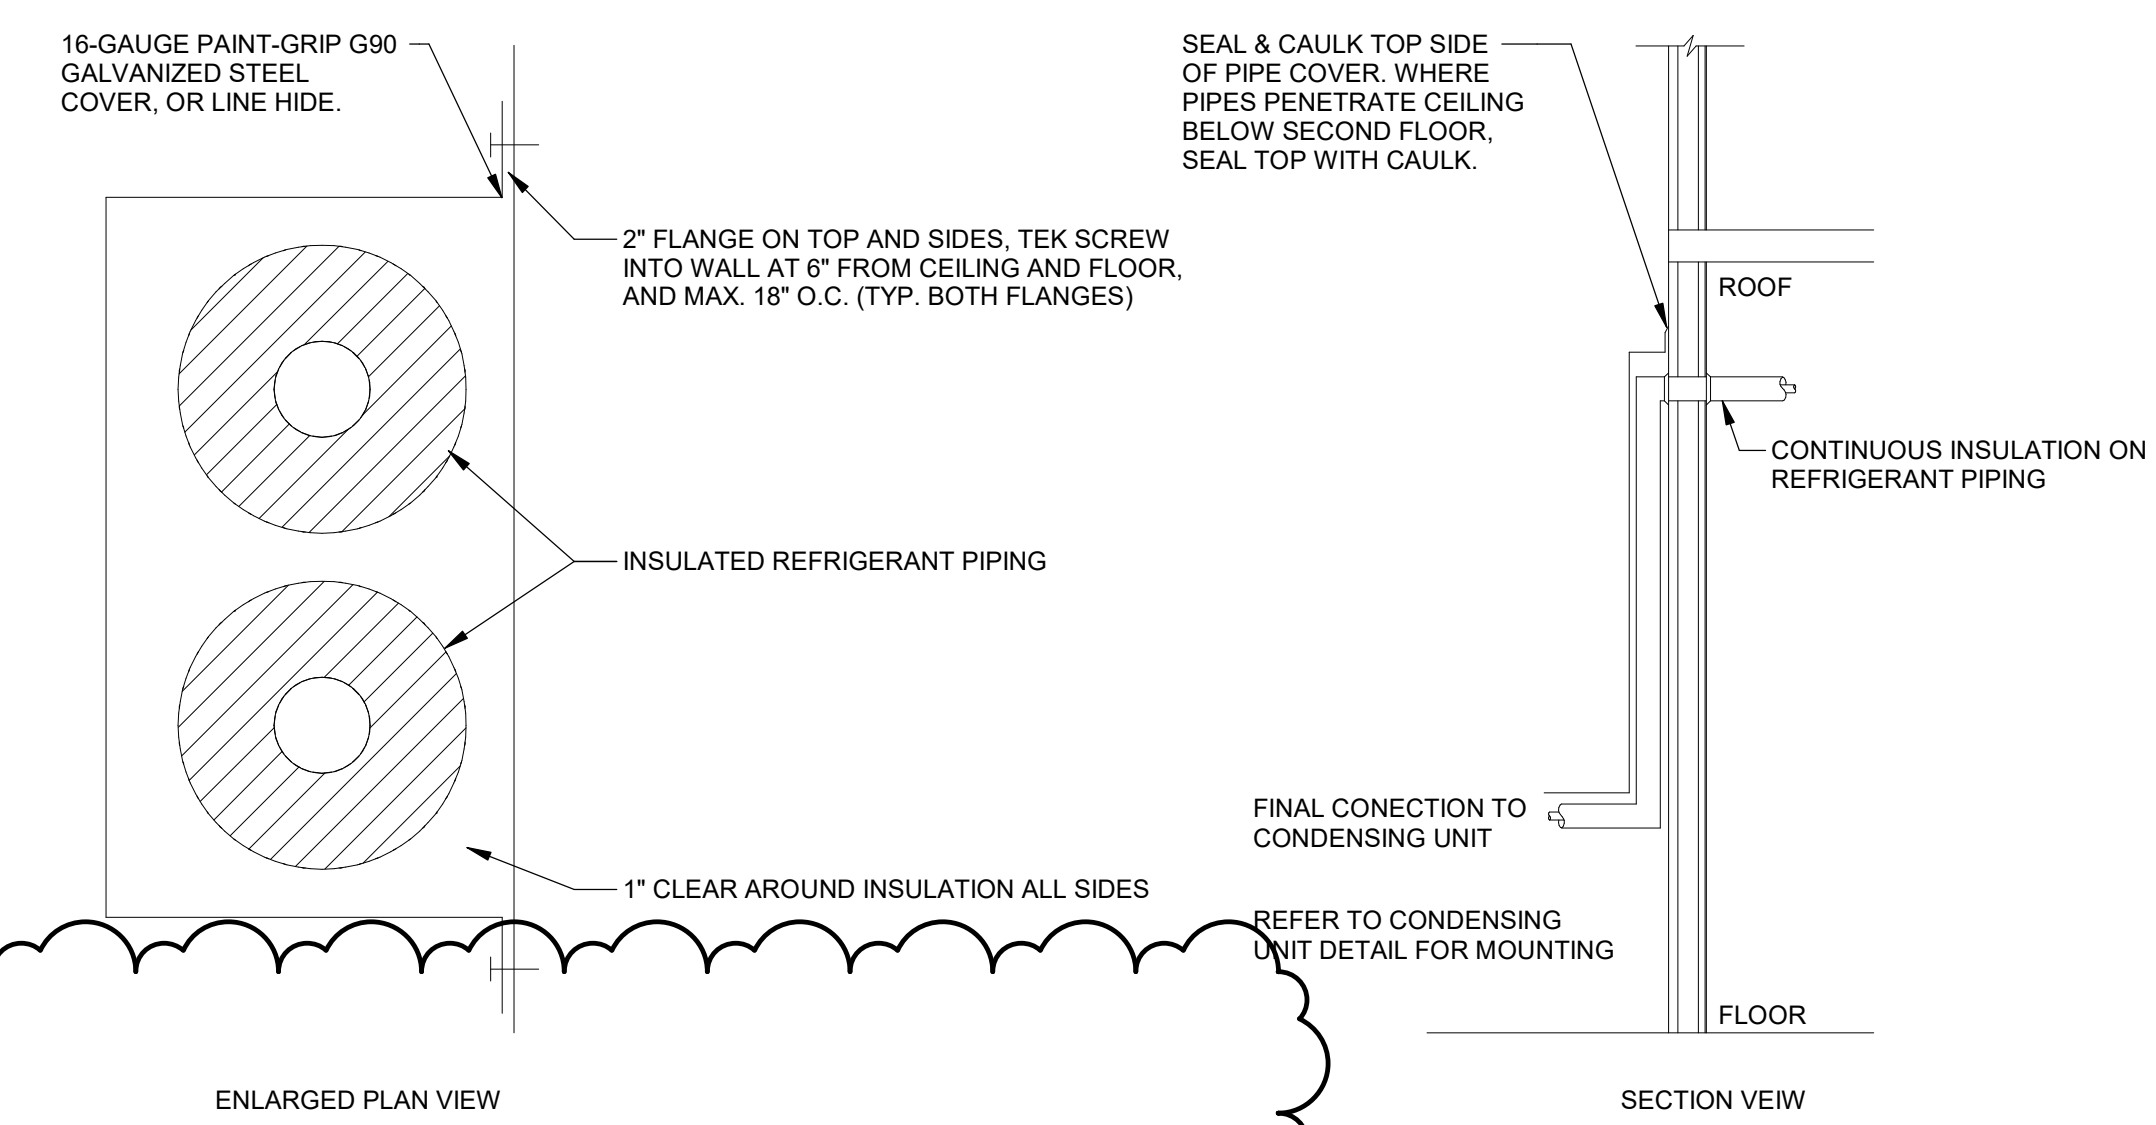 16-GAUGE PAINT-GRIP G90
GALVANIZED STEEL
COVER, OR LINE HIDE.
2" FLANGE ON TOP AND SIDES, TEK SCREW
INTO WALL AT 6" FROM CEILING AND FLOOR,
AND MAX. 18" O.C. (TYP. BOTH FLANGES)
INSULATED REFRIGERANT PIPING
1" CLEAR AROUND INSULATION ALL SIDES
ENLARGED PLAN VIEW
SEAL & CAULK TOP SIDE
OF PIPE COVER. WHERE
PIPES PENETRATE CEILING
BELOW SECOND FLOOR,
SEAL TOP WITH CAULK.
ROOF
CONTINUOUS INSULATION ON
REFRIGERANT PIPING
FINAL CONECTION TO
CONDENSING UNIT
REFER TO CONDENSING
UNIT DETAIL FOR MOUNTING
FLOOR
SECTION VEIW